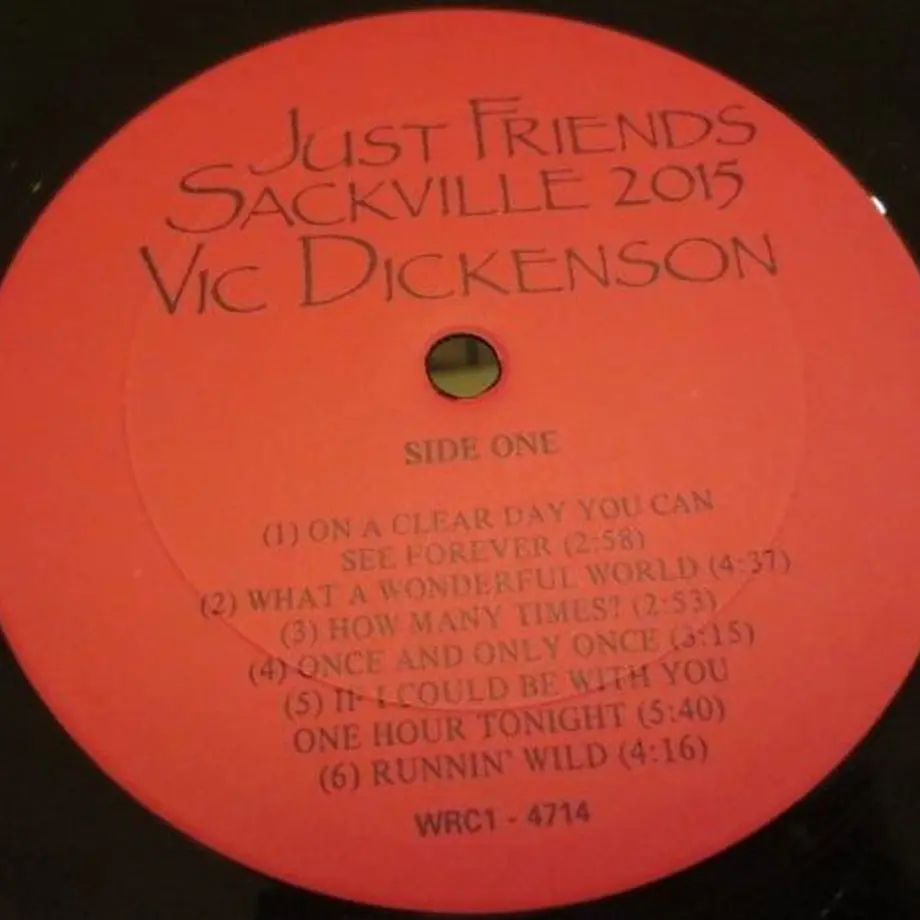 JUST FRIENDS
SACKVILLE 2015
VIC DICKENSON
SIDE ONE
(1) ON A CLEAR DAY YOU CAN
SEE FOREVER (2:58)
(2) WHAT A WONDERFUL WORLD (4:37)
(3) HOW MANY TIMES? (2:53)
(4) ONCE AND ONLY ONCE (3:15)
(5) IF I COULD BE WITH YOU
ONE HOUR TONIGHT (5:40)
(6) RUNNIN' WILD (4:16)
WRC1 - 4714